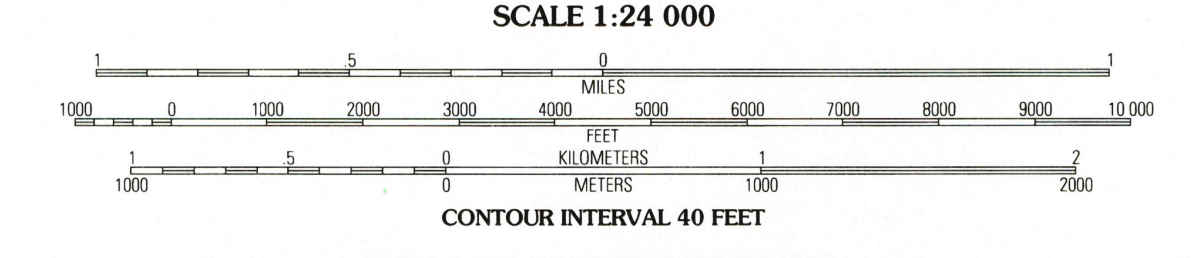 SCALE 1:24 000
1 .5 0 1
MILES
1000 0 1000 2000 3000 4000 5000 6000 7000 8000 9000 10 000
FEET
1 .5 0 KILOMETERS 1 2
1000 0 METERS 1000 2000
CONTOUR INTERVAL 40 FEET